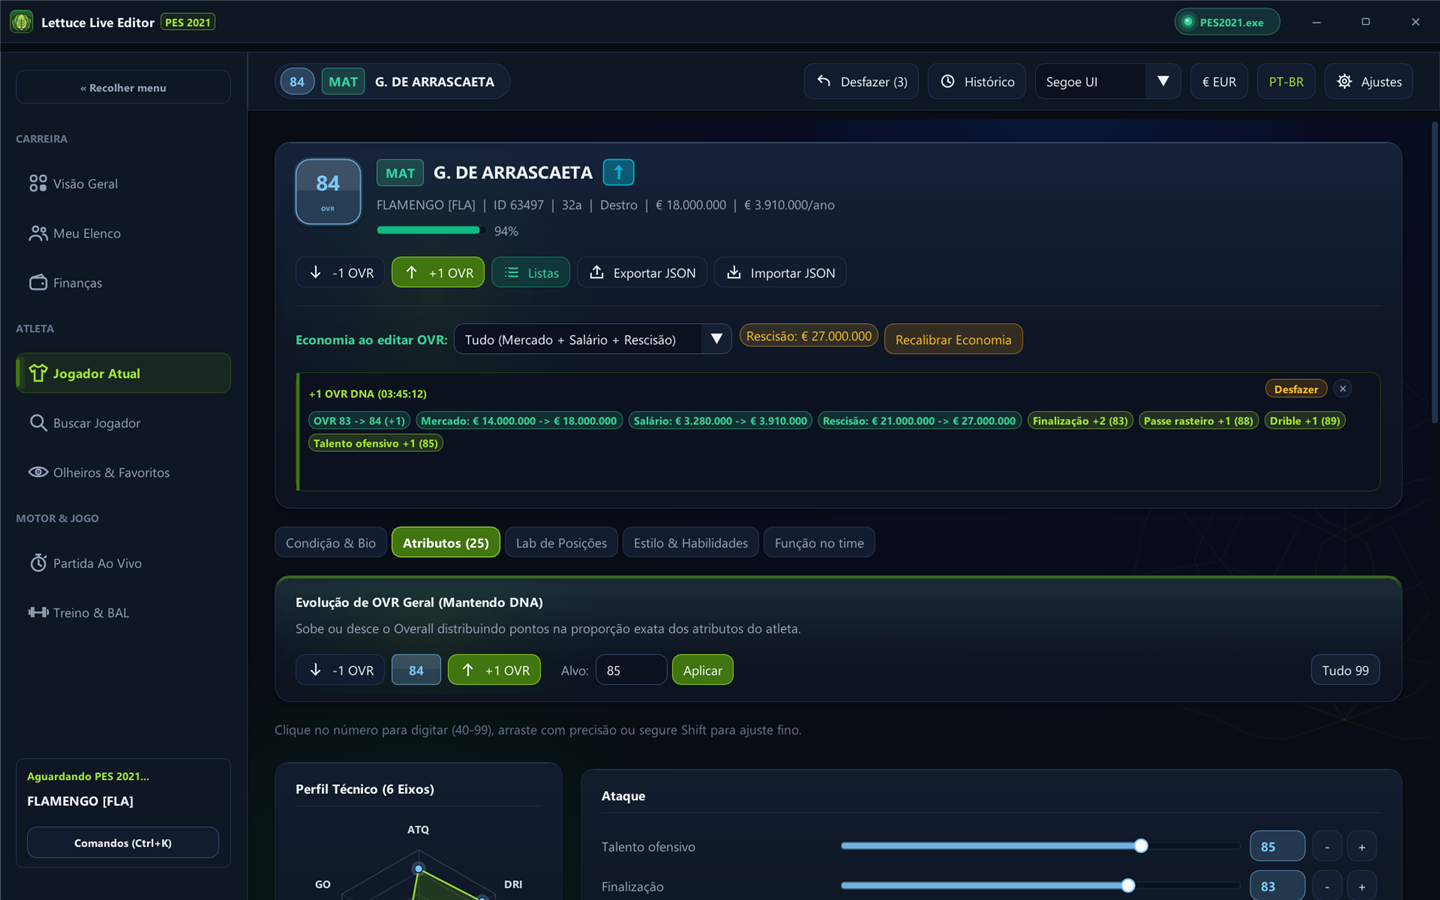 Lettuce Live Editor PES 2021
PES2021.exe
« Recolher menu
CARREIRA
Visão Geral
Meu Elenco
Finanças
ATLETA
Jogador Atual
Buscar Jogador
Olheiros & Favoritos
MOTOR & JOGO
Partida Ao Vivo
Treino & BAL
Aguardando PES 2021...
FLAMENGO [FLA]
Comandos (Ctrl+K)
84 MAT G. DE ARRASCAETA
Desfazer (3) Histórico Segoe UI € EUR PT-BR Ajustes
84 OVR
MAT G. DE ARRASCAETA
FLAMENGO [FLA] | ID 63497 | 32a | Destro | € 18.000.000 | € 3.910.000/ano
94%
-1 OVR +1 OVR Listas Exportar JSON Importar JSON
Economia ao editar OVR: Tudo (Mercado + Salário + Rescisão) Rescisão: € 27.000.000 Recalibrar Economia
+1 OVR DNA (03:45:12) Desfazer ×
OVR 83 -> 84 (+1) Mercado: € 14.000.000 -> € 18.000.000 Salário: € 3.280.000 -> € 3.910.000 Rescisão: € 21.000.000 -> € 27.000.000 Finalização +2 (83) Passe rasteiro +1 (88) Drible +1 (89)
Talento ofensivo +1 (85)
Condição & Bio Atributos (25) Lab de Posições Estilo & Habilidades Função no time
Evolução de OVR Geral (Mantendo DNA)
Sobe ou desce o Overall distribuindo pontos na proporção exata dos atributos do atleta.
-1 OVR 84 +1 OVR Alvo: 85 Aplicar Tudo 99
Clique no número para digitar (40-99), arraste com precisão ou segure Shift para ajuste fino.
Perfil Técnico (6 Eixos)
ATQ
GO DRI
Ataque
Talento ofensivo 85 - +
Finalização 83 - +